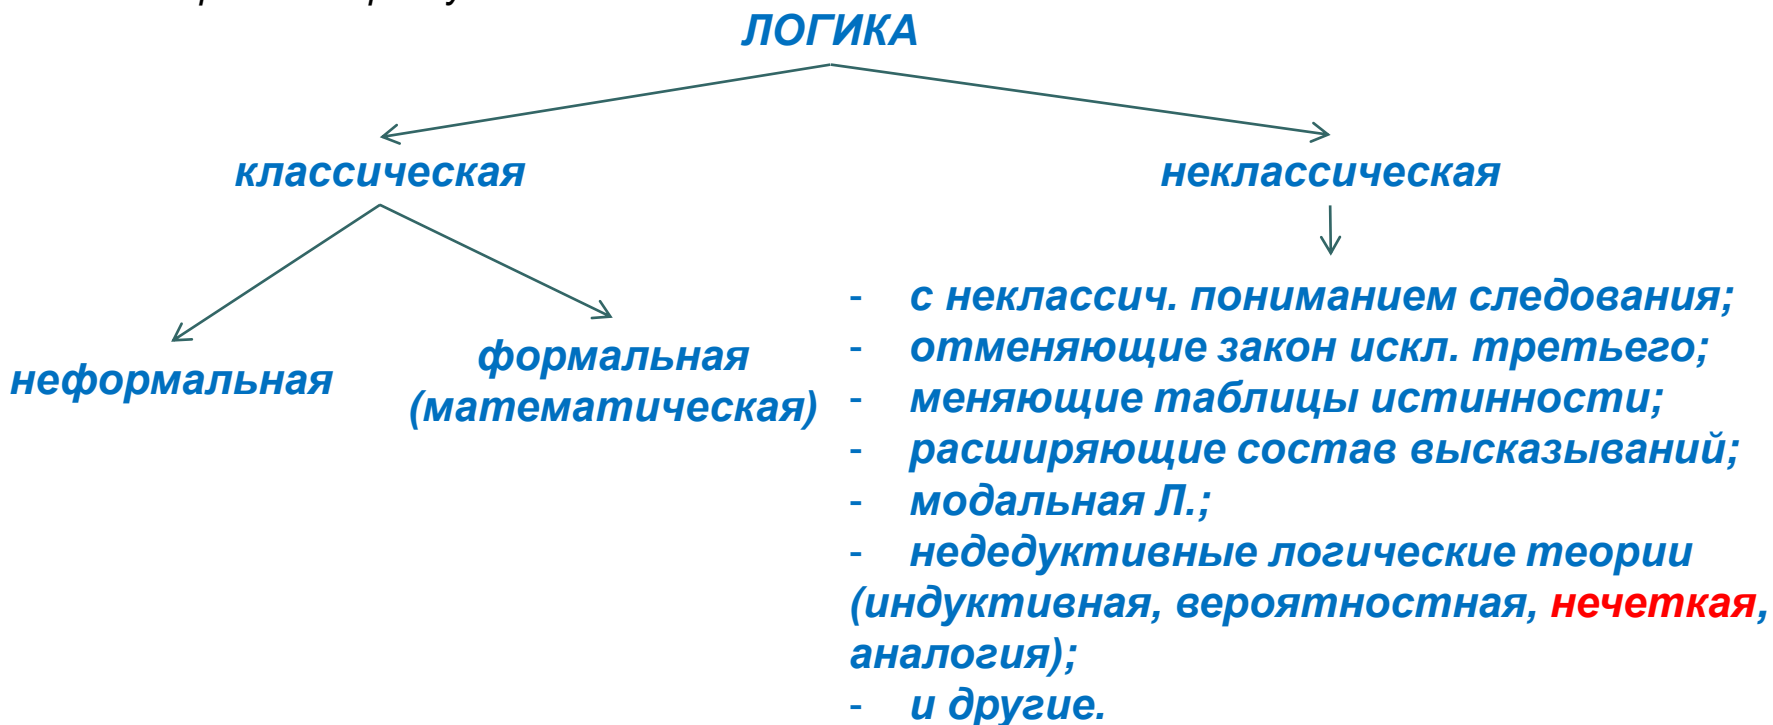 ЛОГИКА
классическая
неклассическая
неформальная
формальная
(математическая)
- с неклассич. пониманием следования;
- отменяющие закон искл. третьего;
- меняющие таблицы истинности;
- расширяющие состав высказываний;
- модальная Л.;
- недедуктивные логические теории
(индуктивная, вероятностная, нечеткая,
аналогия);
- и другие.